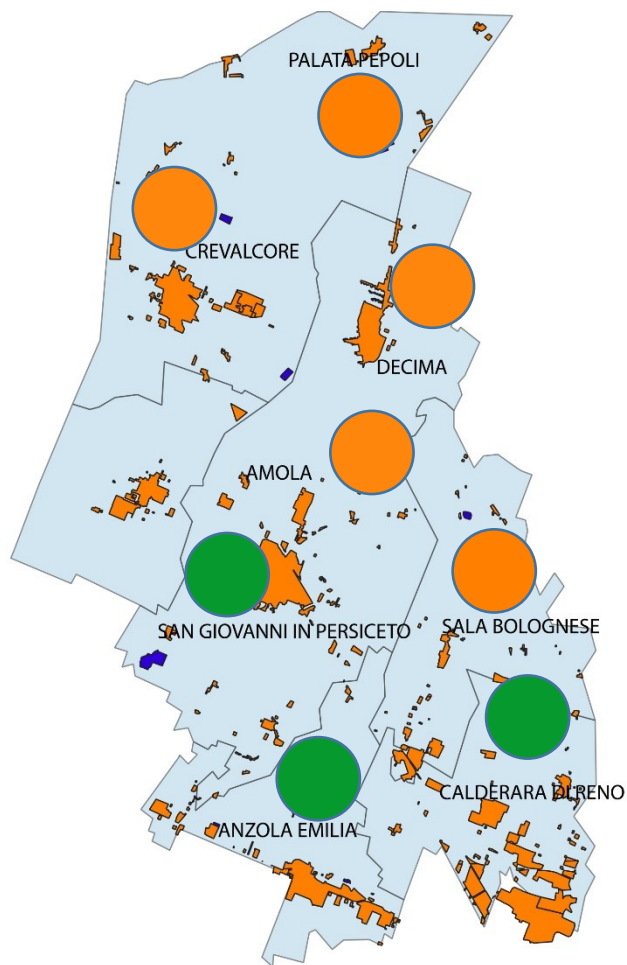 PALATA PEPOLI
CREVALCORE
DECIMA
AMOLA
SAN GIOVANNI IN PERSICETO
SALA BOLOGNESE
CALDERARA DI RENO
ANZOLA EMILIA